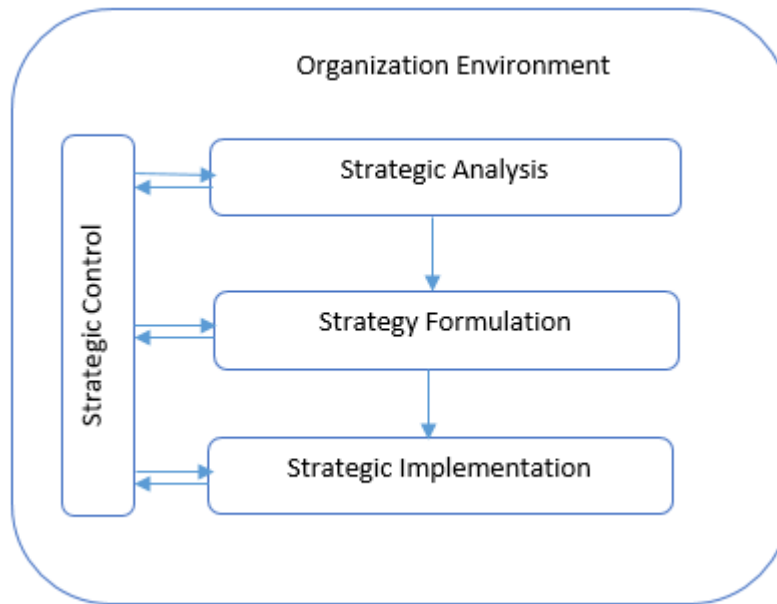 Organization Environment
Strategic Analysis
Strategic Control
Strategy Formulation
Strategic Implementation